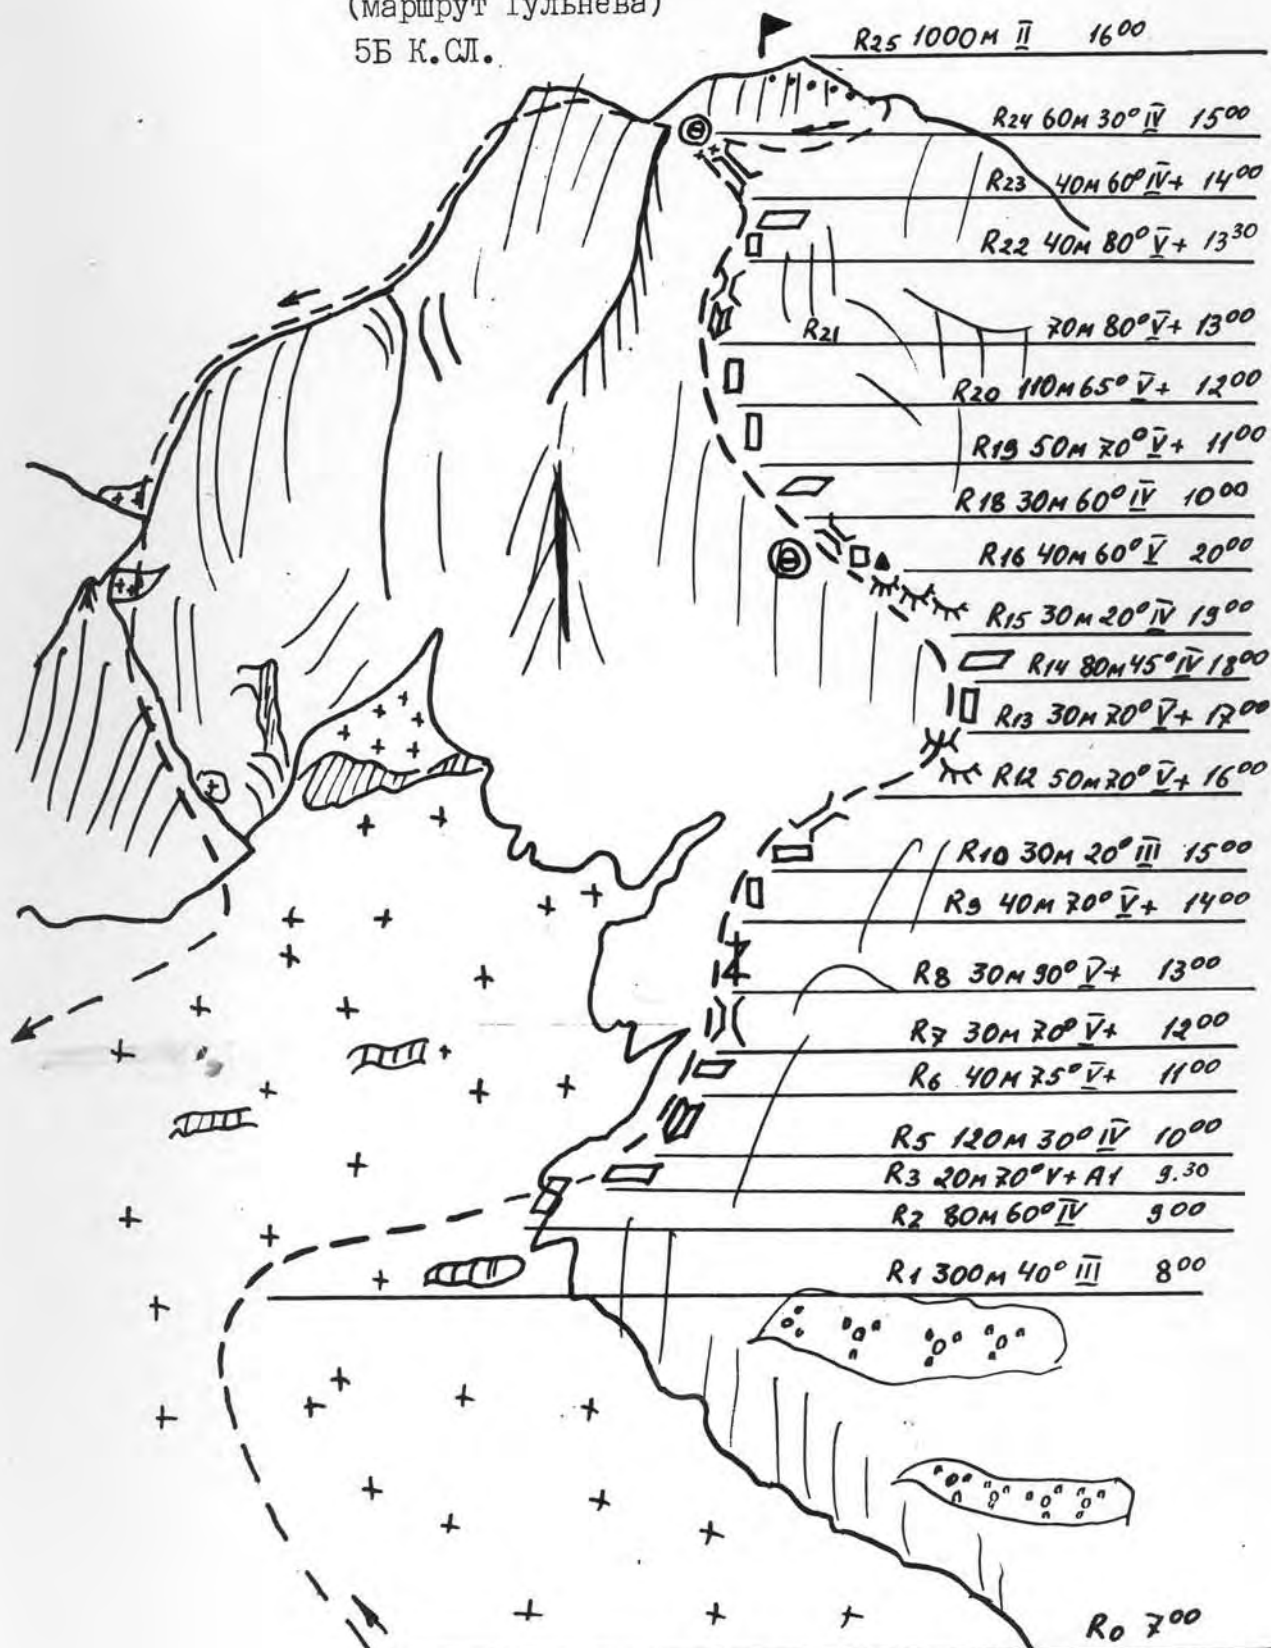 (маршрут Гульнева)
5Б К.СЛ.
R25 1000м II 16⁰⁰
R24 60м 30° IV 15⁰⁰
R23 40м 60° IV+ 14⁰⁰
R22 40м 80° V+ 13³⁰
R21 70м 80° V+ 13⁰⁰
R20 110м 65° V+ 12⁰⁰
R19 50м 70° V+ 11⁰⁰
R18 30м 60° IV 10⁰⁰
R16 40м 60° V 20⁰⁰
R15 30м 20° IV 19⁰⁰
R14 80м 45° IV 18⁰⁰
R13 30м 70° V+ 17⁰⁰
R12 50м 70° V+ 16⁰⁰
R10 30м 20° III 15⁰⁰
R9 40м 70° V+ 14⁰⁰
R8 30м 90° V+ 13⁰⁰
R7 30м 70° V+ 12⁰⁰
R6 40м 75° V+ 11⁰⁰
R5 120м 30° IV 10⁰⁰
R3 20м 70° V+ А1 9.³⁰
R2 80м 60° IV 9⁰⁰
R1 300м 40° III 8⁰⁰
R0 7⁰⁰